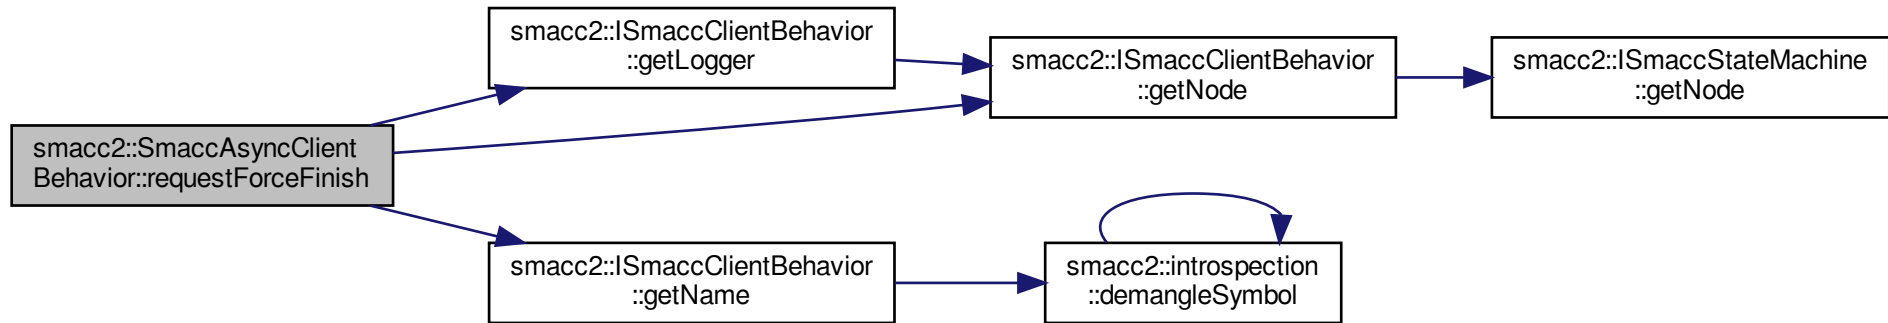 smacc2::SmaccAsyncClient
Behavior::requestForceFinish
smacc2::ISmaccClientBehavior
::getLogger
smacc2::ISmaccClientBehavior
::getNode
smacc2::ISmaccStateMachine
::getNode
smacc2::ISmaccClientBehavior
::getName
smacc2::introspection
::demangleSymbol